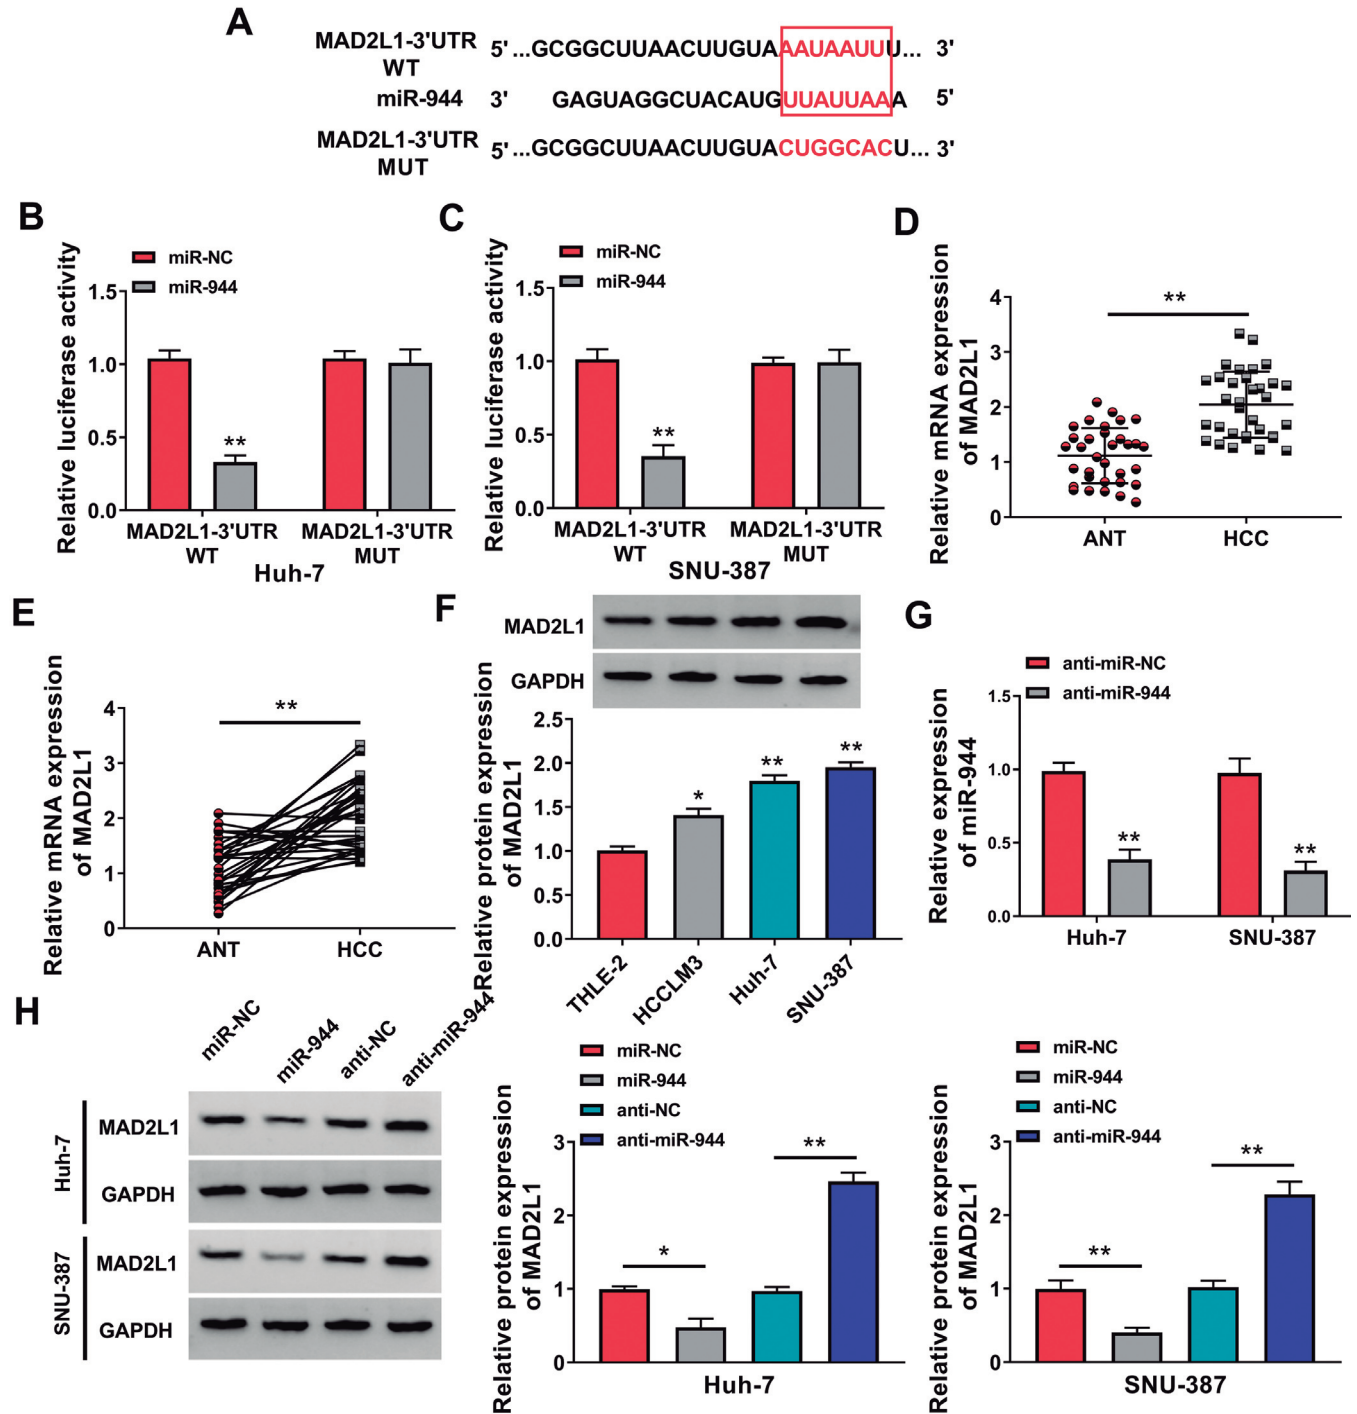 A
MAD2L1-3'UTR
WT
5' ...GCGGCUUAACUUGUAAAUAAUUU... 3'
miR-944 3' GAGUAGGCUACAUGUUAUUAAA 5'
MAD2L1-3'UTR
MUT
5' ...GCGGCUUAACUUGUACUGGCACU... 3'
B
Relative luciferase activity
miR-NC
miR-944
1.5
1.0
0.5
0.0
**
MAD2L1-3'UTR
WT
MAD2L1-3'UTR
MUT
Huh-7
C
Relative luciferase activity
miR-NC
miR-944
1.5
1.0
0.5
0.0
**
MAD2L1-3'UTR
WT
MAD2L1-3'UTR
MUT
SNU-387
D
Relative mRNA expression
of MAD2L1
4
3
2
1
0
**
ANT
HCC
E
Relative mRNA expression
of MAD2L1
4
3
2
1
0
**
ANT
HCC
F
MAD2L1
GAPDH
Relative protein expression
of MAD2L1
2.5
2.0
1.5
1.0
0.5
0.0
*
**
**
THLE-2
HCCLM3
Huh-7
SNU-387
G
anti-miR-NC
anti-miR-944
Relative expression
of miR-944
1.5
1.0
0.5
0.0
**
**
Huh-7
SNU-387
H
miR-NC
miR-944
anti-NC
anti-miR-944
Huh-7
MAD2L1
GAPDH
SNU-387
MAD2L1
GAPDH
miR-NC
miR-944
anti-NC
anti-miR-944
Relative protein expression
of MAD2L1
3
2
1
0
*
**
Huh-7
miR-NC
miR-944
anti-NC
anti-miR-944
Relative protein expression
of MAD2L1
3
2
1
0
**
**
SNU-387